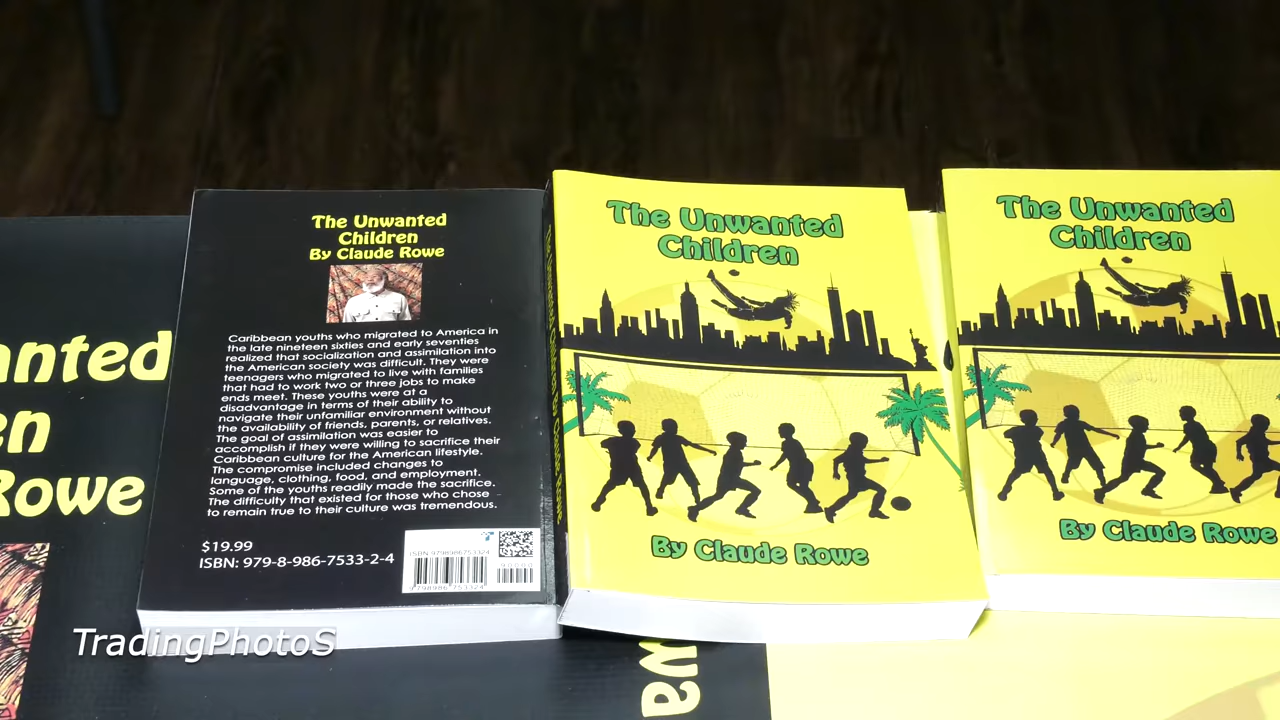 anted
en
Rowe
The Unwanted
Children
By Claude Rowe
Caribbean youths who migrated to America in
the late nineteen sixties and early seventies
realized that socialization and assimilation into
the American society was difficult. They were
teenagers who migrated to live with families
that had to work two or three jobs to make
ends meet. These youths were at a
disadvantage in terms of their ability to
navigate their unfamiliar environment without
the availability of friends, parents, or relatives.
The goal of assimilation was easier to
accomplish if they were willing to sacrifice their
Caribbean culture for the American lifestyle.
The compromise included changes to
language, clothing, food, and employment.
Some of the youths readily made the sacrifice.
The difficulty that existed for those who chose
to remain true to their culture was tremendous.
$19.99
ISBN: 979-8-986-7533-2-4
ISBN 9798986753324
90000
9 798986 753324
The Unwanted
Children
By Claude Rowe
The Unwanted
Children
By Claude Rowe
wa
TradingPhotoS